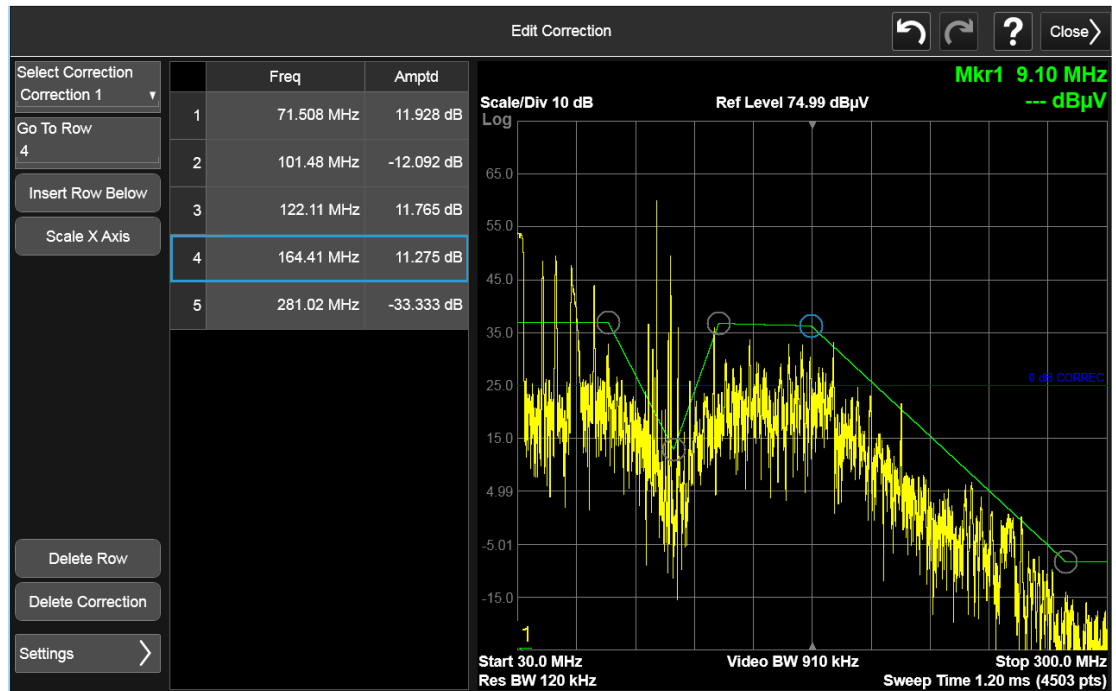 Edit Correction
?
Close
Select Correction
Correction 1
Go To Row
4
Insert Row Below
Scale X Axis
Delete Row
Delete Correction
Settings
Freq Amptd
1 71.508 MHz 11.928 dB
2 101.48 MHz -12.092 dB
3 122.11 MHz 11.765 dB
4 164.41 MHz 11.275 dB
5 281.02 MHz -33.333 dB
Mkr1 9.10 MHz
--- dBµV
Scale/Div 10 dB Ref Level 74.99 dBµV
Log
65.0
55.0
45.0
35.0
25.0
0 dB CORREC
15.0
4.99
-5.01
-15.0
1
Start 30.0 MHz Video BW 910 kHz Stop 300.0 MHz
Res BW 120 kHz Sweep Time 1.20 ms (4503 pts)